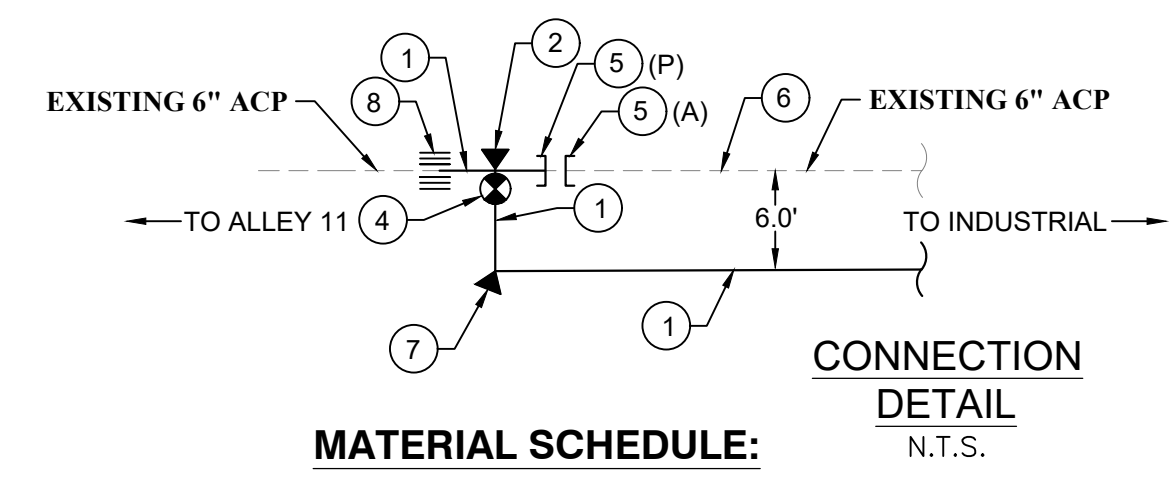 2
1
5 (P)
EXISTING 6" ACP
8
5 (A)
6
EXISTING 6" ACP
TO ALLEY 11
4
1
6.0'
TO INDUSTRIAL
7
1
CONNECTION
DETAIL
N.T.S.
MATERIAL SCHEDULE: